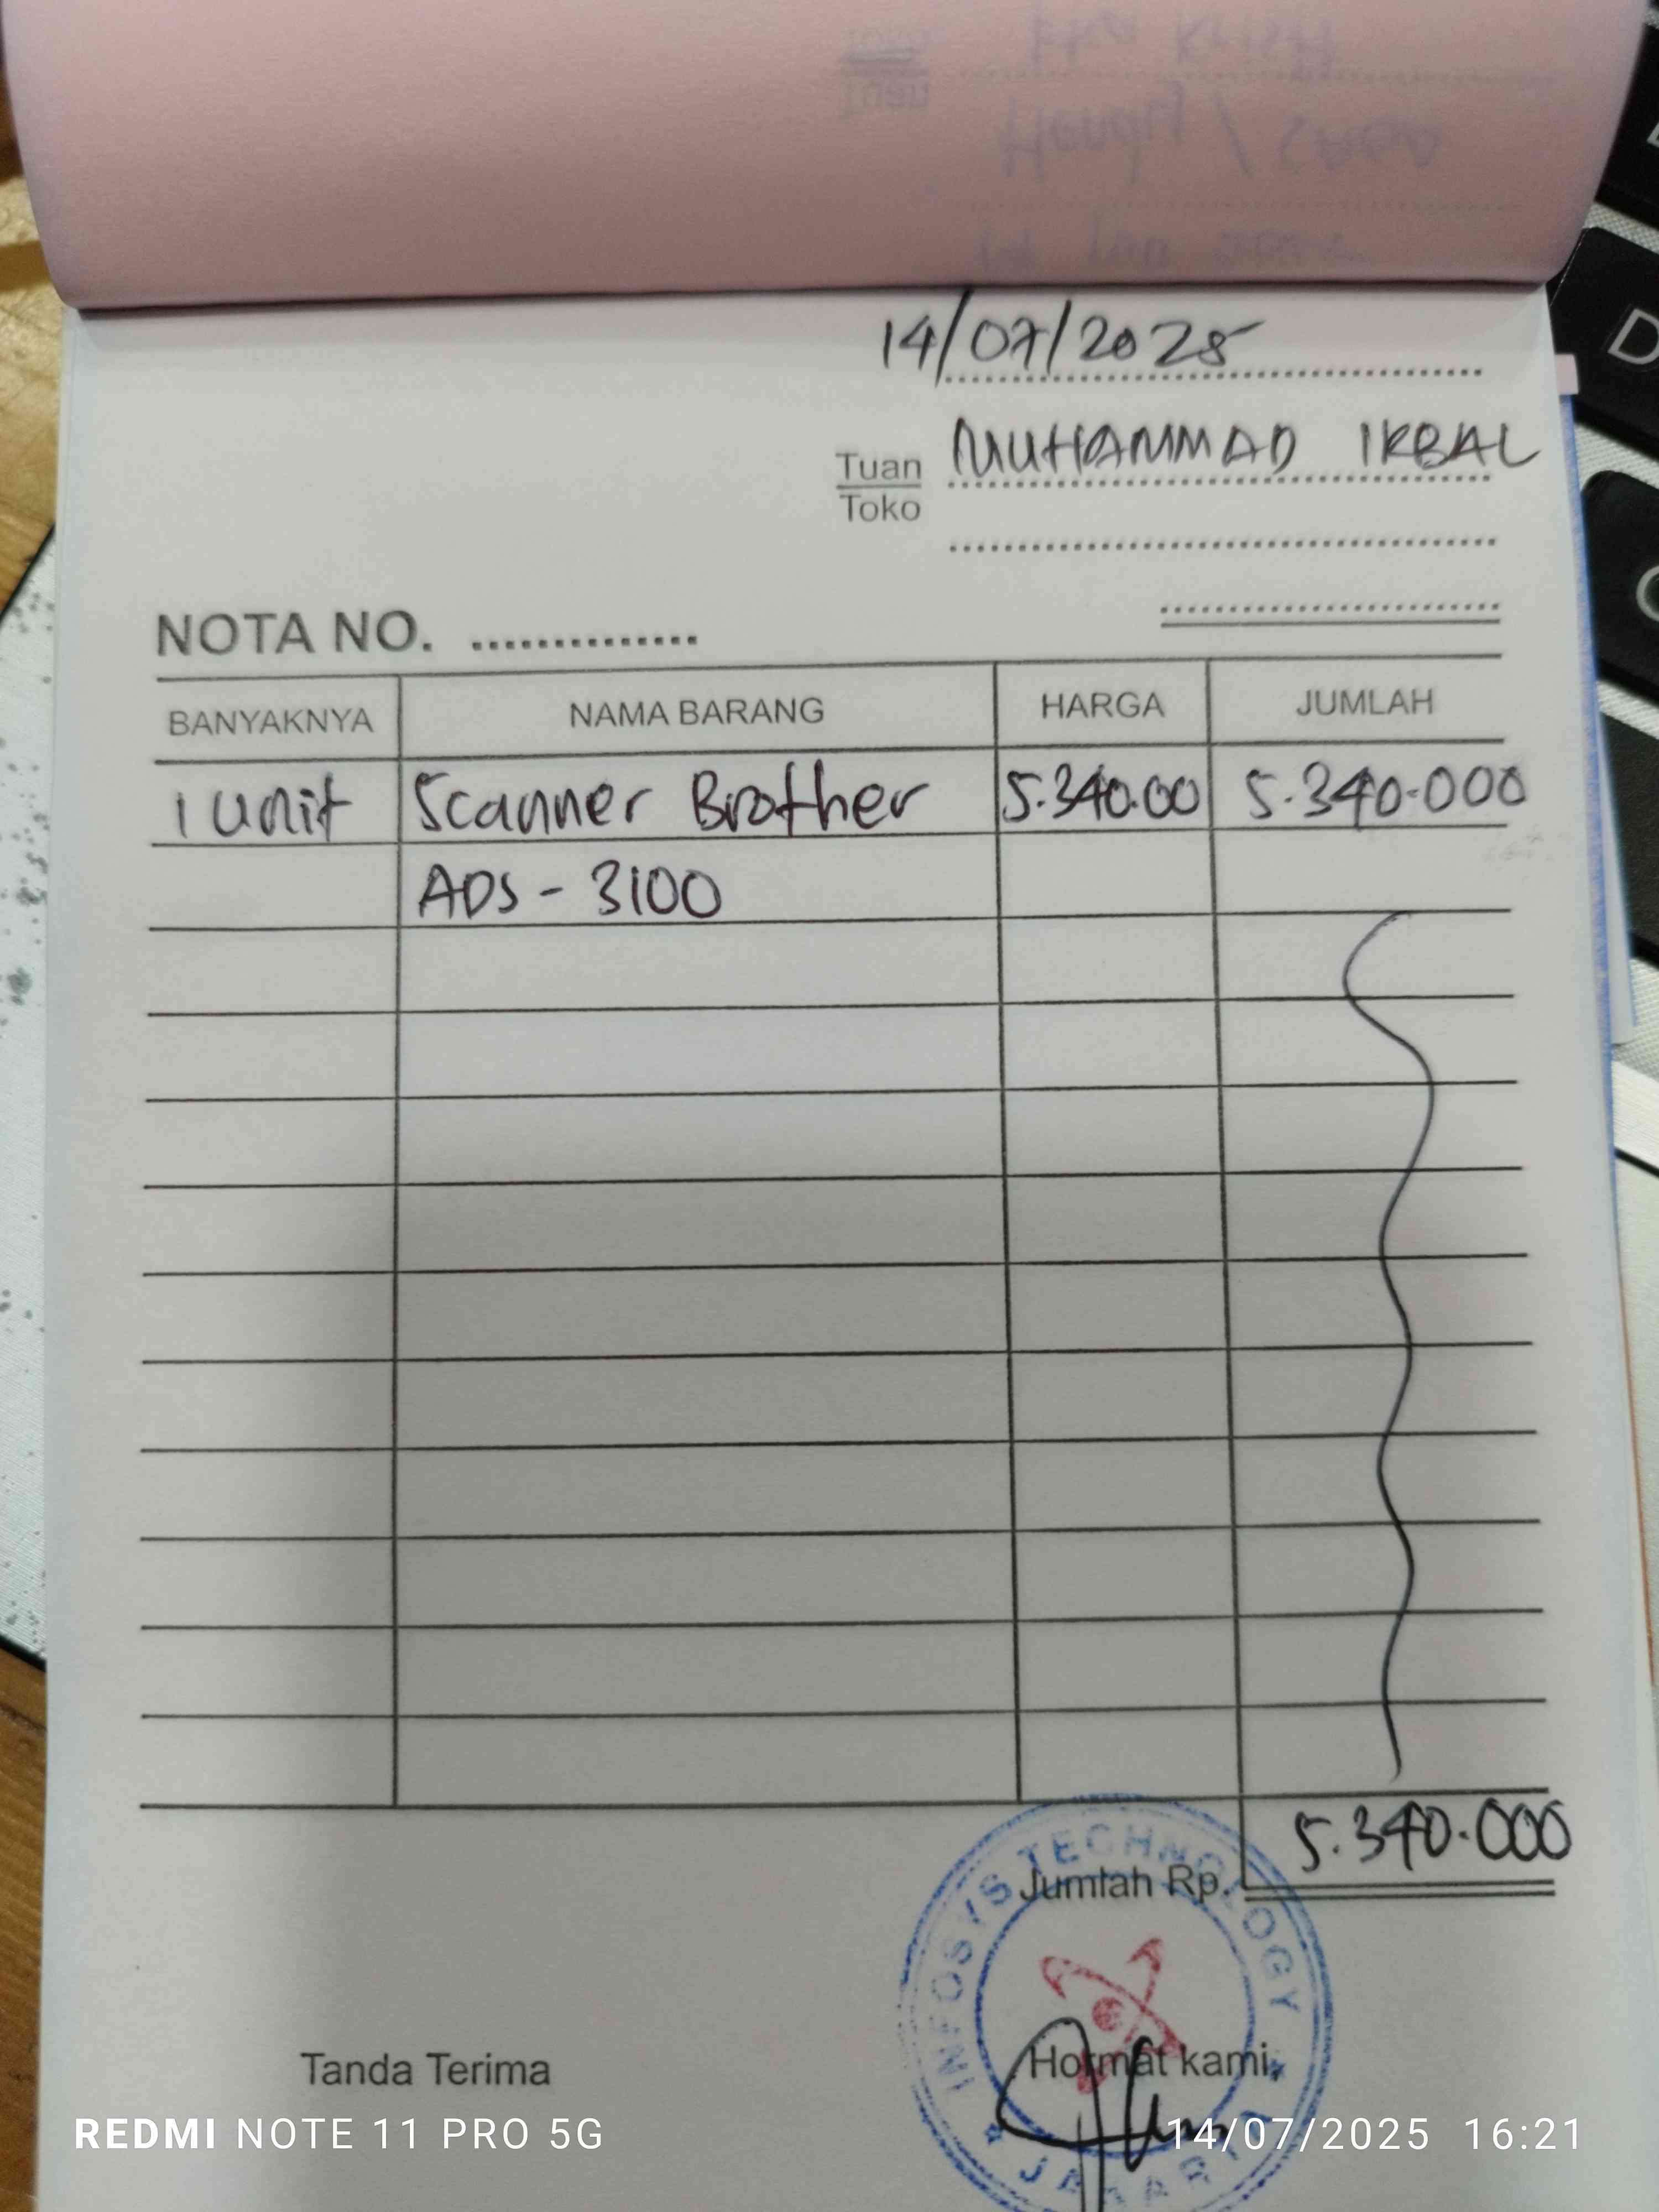 14/07/2025
Tuan MUHAMMAD IKBAL
Toko
NOTA NO.
BANYAKNYA NAMA BARANG HARGA JUMLAH
1 unit Scanner Brother 5.340.00 5.340.000
ADS - 3100
5.340.000
Jumlah Rp.
INFOSYS TECHNOLOGY
JAKARTA
Tanda Terima Hormat kami,
REDMI NOTE 11 PRO 5G 14/07/2025 16:21